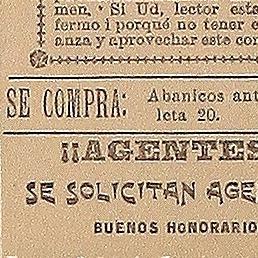 men, · Si Ud, lector esta
fermo i porqué no tener c
anza y aprovechar este con
SE COMPRA:
Abanicos ant
leta 20.
¡¡AGENTES
SE SOLICITAN AGE
BUENOS HONORARIO